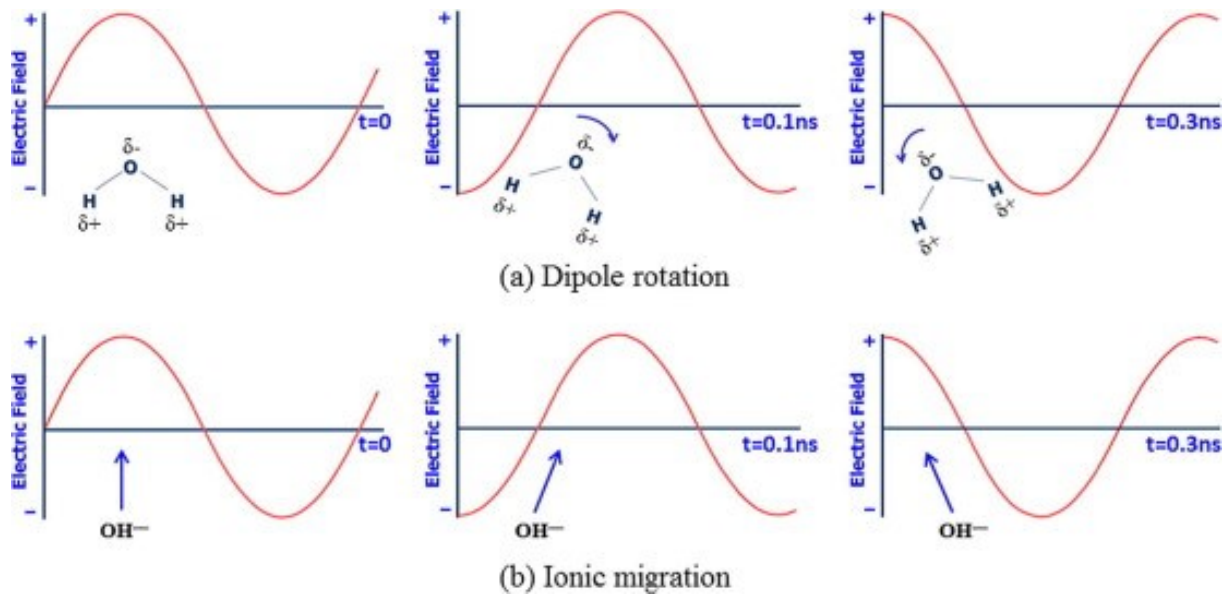 +
Electric Field
−
t=0
δ-
O
H
H
δ+
δ+
+
Electric Field
−
t=0.1ns
δ-
O
H
δ+
H
δ+
+
Electric Field
−
t=0.3ns
δ-
O
H
δ+
H
δ+
(a) Dipole rotation
+
Electric Field
−
t=0
OH−
+
Electric Field
−
t=0.1ns
OH−
+
Electric Field
−
t=0.3ns
OH−
(b) Ionic migration